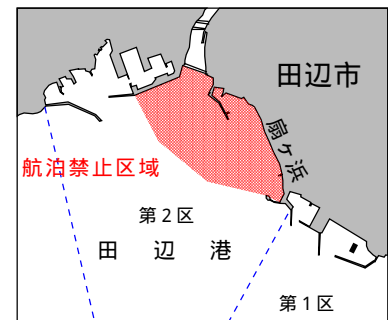 田辺市
扇ヶ浜
航泊禁止区域
第2区
田辺港
第1区